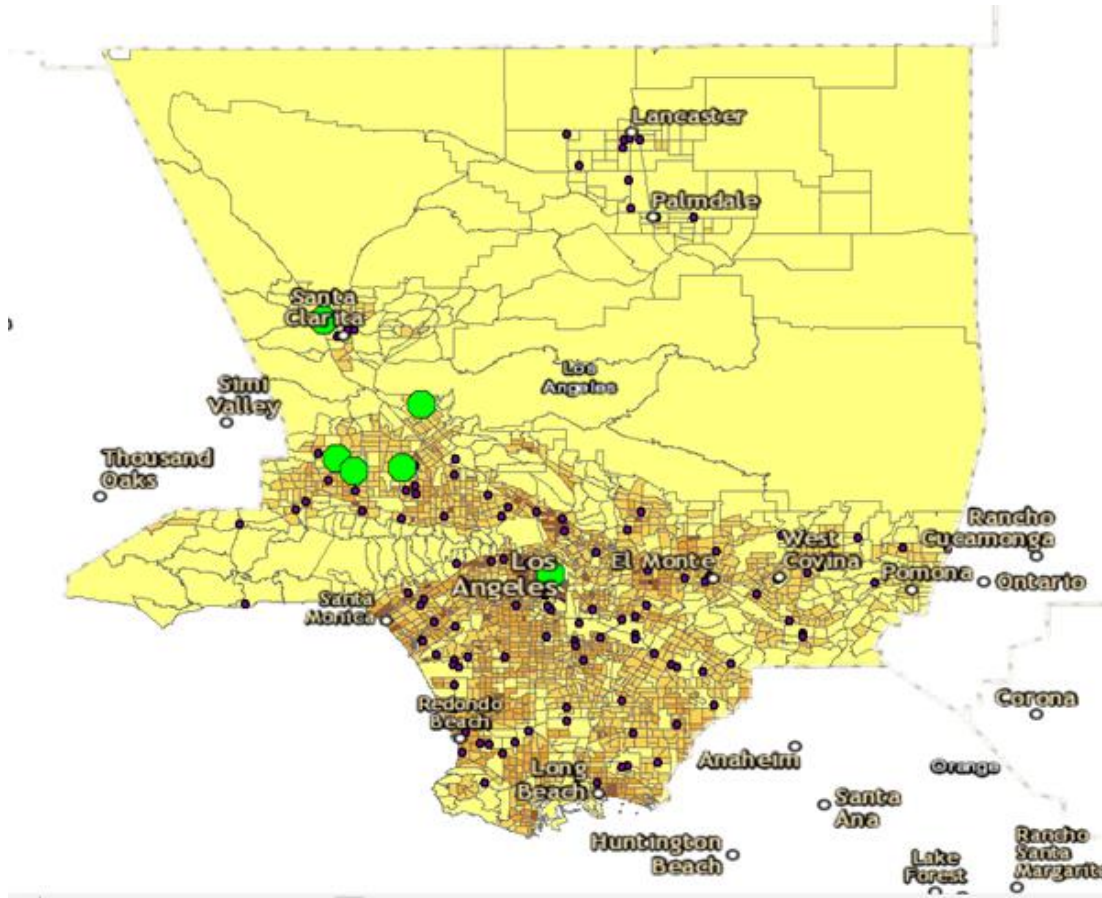 Lancaster
Palmdale
Santa
Clarita
Los
Angeles
Simi
Valley
Thousand
Oaks
Rancho
Cucamonga
West
Covina
El Monte
Los
Angeles
Pomona
Ontario
Santa
Monica
Corona
Redondo
Beach
Anaheim
Orange
Long
Beach
Santa
Ana
Huntington
Beach
Lake
Forest
Rancho
Santa
Margarit